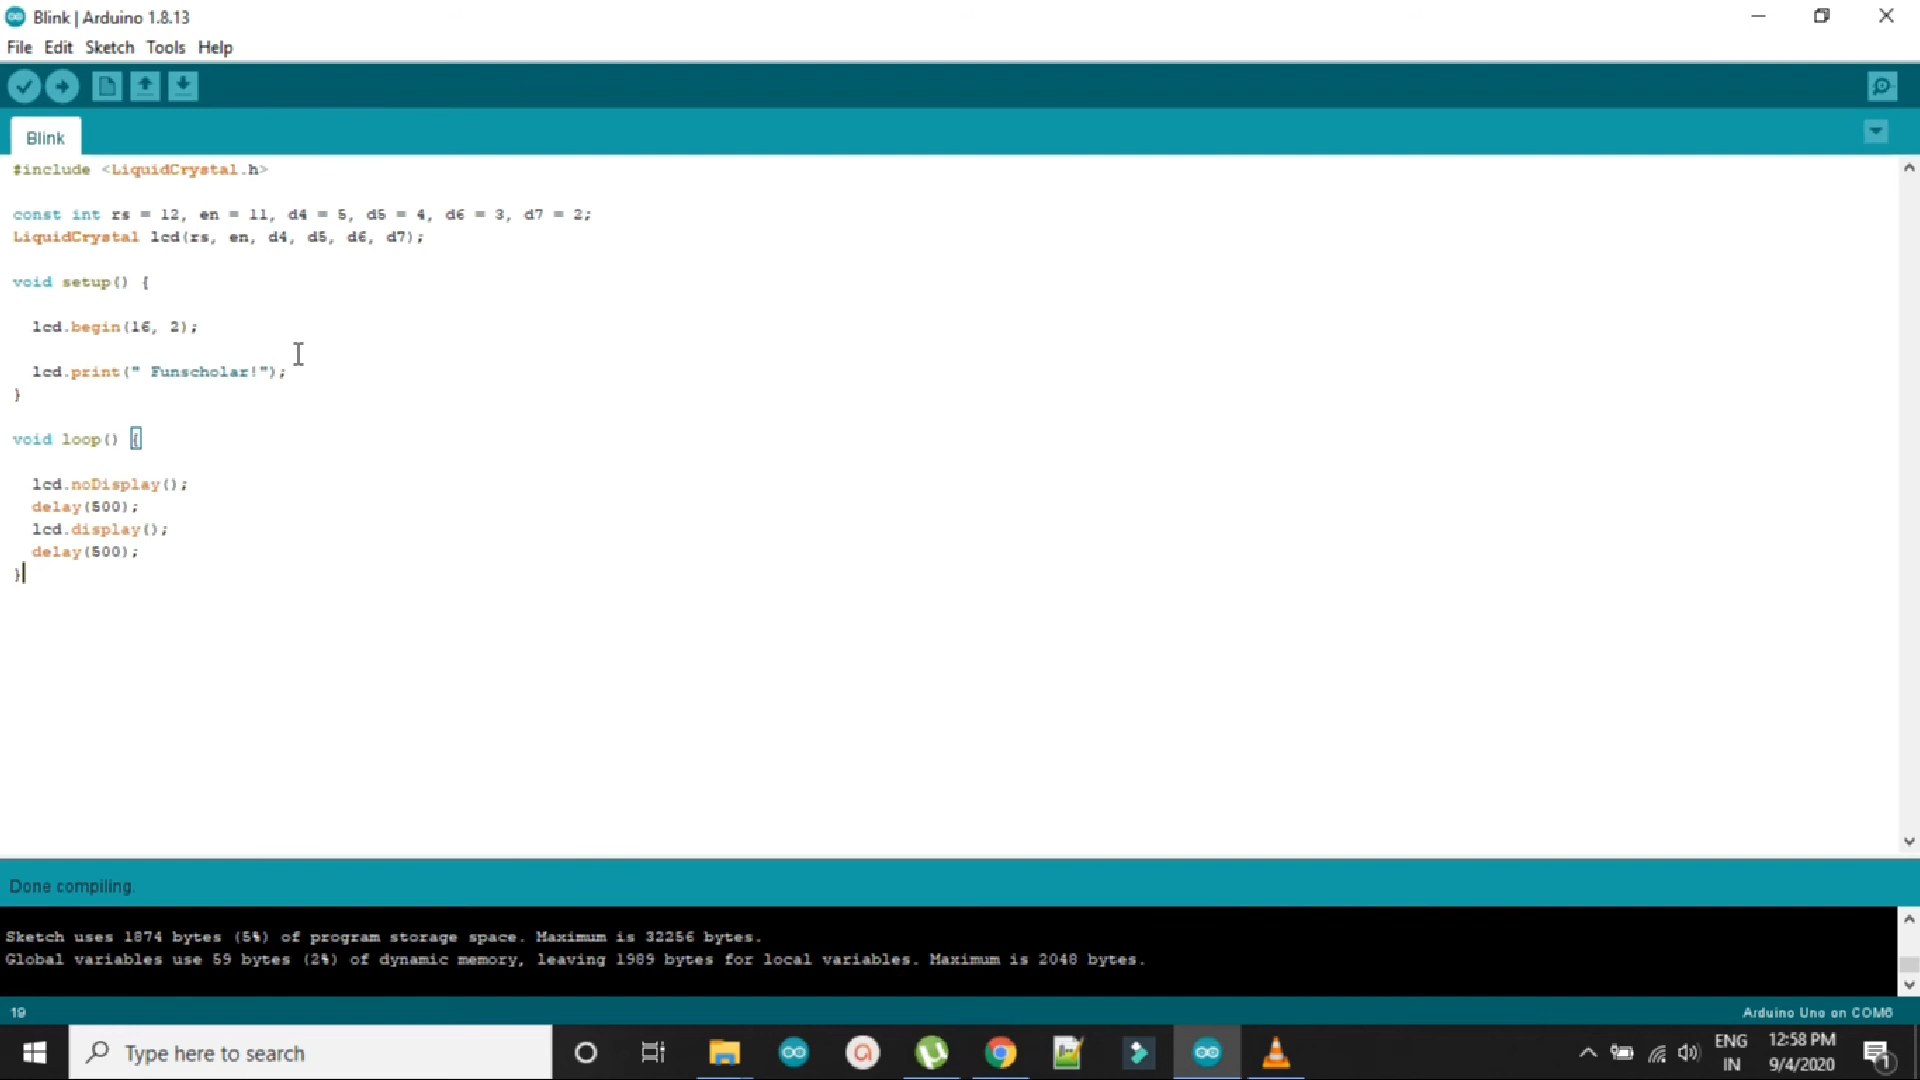 Blink | Arduino 1.8.13
File Edit Sketch Tools Help
Blink
#include <LiquidCrystal.h>
const int rs = 12, en = 11, d4 = 5, d5 = 4, d6 = 3, d7 = 2;
LiquidCrystal lcd(rs, en, d4, d5, d6, d7);
void setup() {
lcd.begin(16, 2);
lcd.print(" Funscholar!");
}
void loop() {
lcd.noDisplay();
delay(500);
lcd.display();
delay(500);
}
Done compiling.
Sketch uses 1874 bytes (5%) of program storage space. Maximum is 32256 bytes.
Global variables use 59 bytes (2%) of dynamic memory, leaving 1989 bytes for local variables. Maximum is 2048 bytes.
19 Arduino Uno on COM6
Type here to search
ENG 12:58 PM
IN 9/4/2020 1